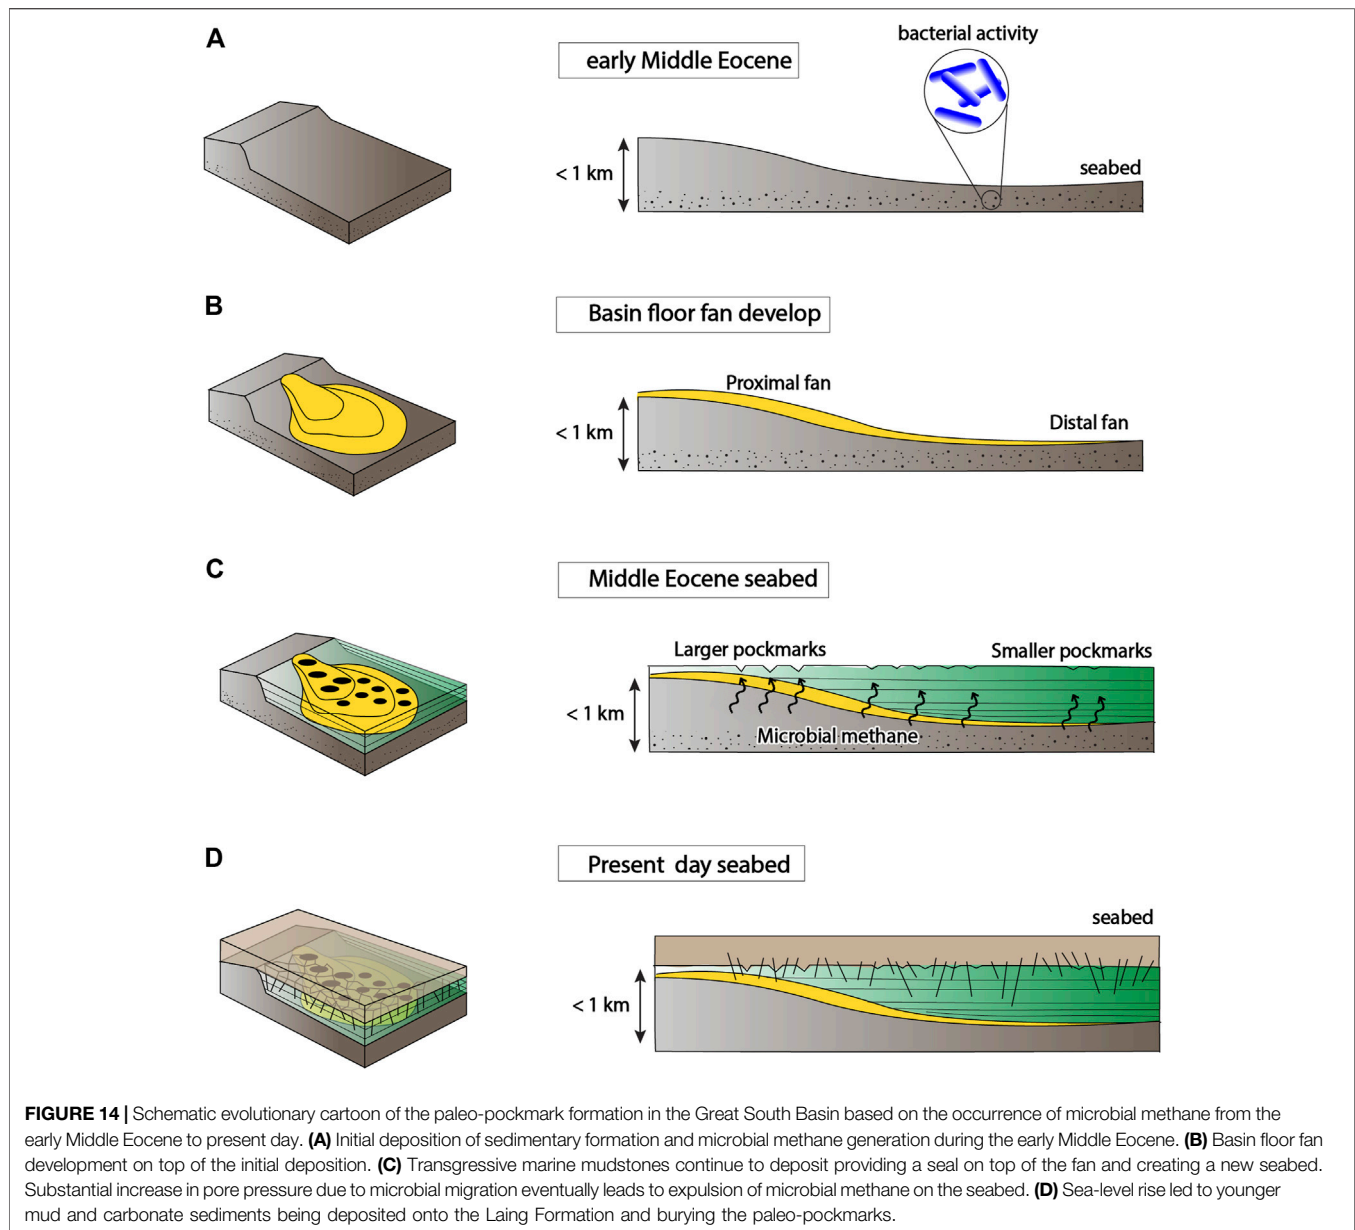 A
early Middle Eocene
bacterial activity
< 1 km
seabed
B
Basin floor fan develop
Proximal fan
< 1 km
Distal fan
C
Middle Eocene seabed
Larger pockmarks
Smaller pockmarks
< 1 km
Microbial methane
D
Present day seabed
seabed
< 1 km
FIGURE 14 | Schematic evolutionary cartoon of the paleo-pockmark formation in the Great South Basin based on the occurrence of microbial methane from the
early Middle Eocene to present day. (A) Initial deposition of sedimentary formation and microbial methane generation during the early Middle Eocene. (B) Basin floor fan
development on top of the initial deposition. (C) Transgressive marine mudstones continue to deposit providing a seal on top of the fan and creating a new seabed.
Substantial increase in pore pressure due to microbial migration eventually leads to expulsion of microbial methane on the seabed. (D) Sea-level rise led to younger
mud and carbonate sediments being deposited onto the Laing Formation and burying the paleo-pockmarks.